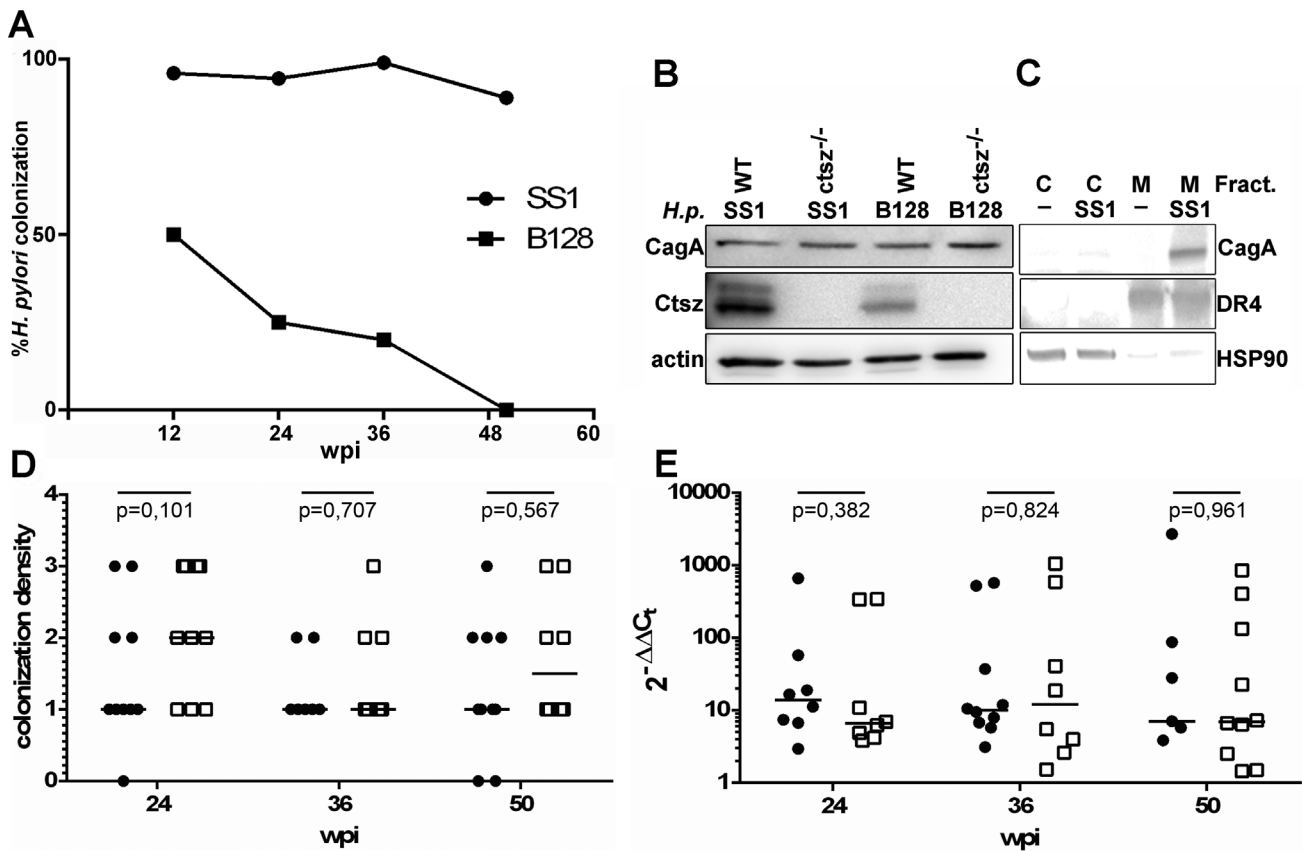 A
100
50
0
%H. pylori colonization
12 24 36 48 60
wpi
SS1
B128
B
WT ctsz-/- WT ctsz-/-
H.p. SS1 SS1 B128 B128
CagA
Ctsz
actin
C
C C M M Fract.
– SS1 – SS1
CagA
DR4
HSP90
D
4
3
2
1
0
colonization density
p=0,101 p=0,707 p=0,567
24 36 50
wpi
E
10000
1000
100
10
1
2-ΔΔCt
p=0,382 p=0,824 p=0,961
24 36 50
wpi